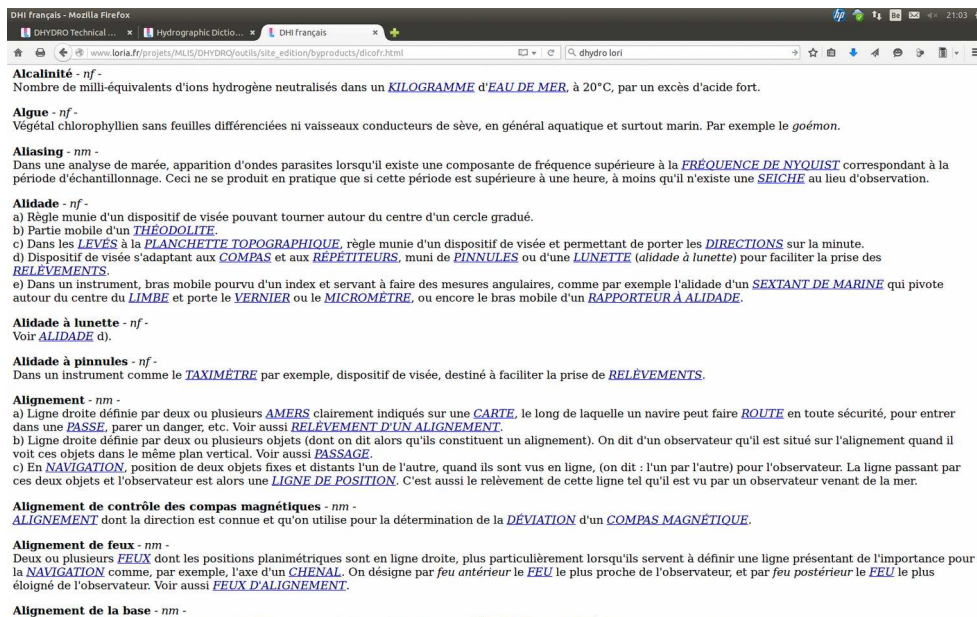 DHI français - Mozilla Firefox
Be 21:03
DHYDRO Technical ... × Hydrographic Dictio... × DHI français ×
www.loria.fr/projets/MLIS/DHYDRO/outils/site_edition/byproducts/dicofr.html dhydro lori
Alcalinité - nf -
Nombre de milli-équivalents d'ions hydrogène neutralisés dans un KILOGRAMME d'EAU DE MER, à 20°C, par un excès d'acide fort.
Algue - nf -
Végétal chlorophyllien sans feuilles différenciées ni vaisseaux conducteurs de sève, en général aquatique et surtout marin. Par exemple le goémon.
Aliasing - nm -
Dans une analyse de marée, apparition d'ondes parasites lorsqu'il existe une composante de fréquence supérieure à la FRÉQUENCE DE NYQUIST correspondant à la
période d'échantillonnage. Ceci ne se produit en pratique que si cette période est supérieure à une heure, à moins qu'il n'existe une SEICHE au lieu d'observation.
Alidade - nf -
a) Règle munie d'un dispositif de visée pouvant tourner autour du centre d'un cercle gradué.
b) Partie mobile d'un THÉODOLITE.
c) Dans les LEVÉS à la PLANCHETTE TOPOGRAPHIQUE, règle munie d'un dispositif de visée et permettant de porter les DIRECTIONS sur la minute.
d) Dispositif de visée s'adaptant aux COMPAS et aux RÉPÉTITEURS, muni de PINNULES ou d'une LUNETTE (alidade à lunette) pour faciliter la prise des
RELÈVEMENTS.
e) Dans un instrument, bras mobile pourvu d'un index et servant à faire des mesures angulaires, comme par exemple l'alidade d'un SEXTANT DE MARINE qui pivote
autour du centre du LIMBE et porte le VERNIER ou le MICROMÈTRE, ou encore le bras mobile d'un RAPPORTEUR À ALIDADE.
Alidade à lunette - nf -
Voir ALIDADE d).
Alidade à pinnules - nf -
Dans un instrument comme le TAXIMÈTRE par exemple, dispositif de visée, destiné à faciliter la prise de RELÈVEMENTS.
Alignement - nm -
a) Ligne droite définie par deux ou plusieurs AMERS clairement indiqués sur une CARTE, le long de laquelle un navire peut faire ROUTE en toute sécurité, pour entrer
dans une PASSE, parer un danger, etc. Voir aussi RELÈVEMENT D'UN ALIGNEMENT.
b) Ligne droite définie par deux ou plusieurs objets (dont on dit alors qu'ils constituent un alignement). On dit d'un observateur qu'il est situé sur l'alignement quand il
voit ces objets dans le même plan vertical. Voir aussi PASSAGE.
c) En NAVIGATION, position de deux objets fixes et distants l'un de l'autre, quand ils sont vus en ligne, (on dit : l'un par l'autre) pour l'observateur. La ligne passant par
ces deux objets et l'observateur est alors une LIGNE DE POSITION. C'est aussi le relèvement de cette ligne tel qu'il est vu par un observateur venant de la mer.
Alignement de contrôle des compas magnétiques - nm -
ALIGNEMENT dont la direction est connue et qu'on utilise pour la détermination de la DÉVIATION d'un COMPAS MAGNÉTIQUE.
Alignement de feux - nm -
Deux ou plusieurs FEUX dont les positions planimétriques sont en ligne droite, plus particulièrement lorsqu'ils servent à définir une ligne présentant de l'importance pour
la NAVIGATION comme, par exemple, l'axe d'un CHENAL. On désigne par feu antérieur le FEU le plus proche de l'observateur, et par feu postérieur le FEU le plus
éloigné de l'observateur. Voir aussi FEUX D'ALIGNEMENT.
Alignement de la base - nm -